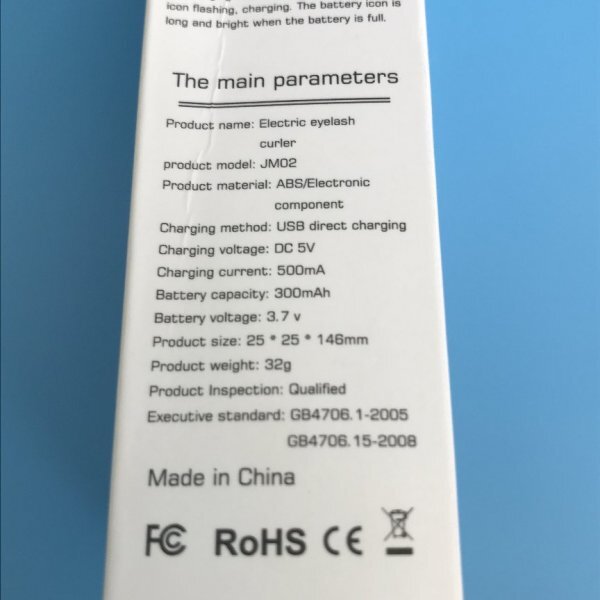 icon flashing, charging. The battery icon is
long and bright when the battery is full.
The main parameters
Product name: Electric eyelash
curler
product model: JM02
Product material: ABS/Electronic
component
Charging method: USB direct charging
Charging voltage: DC 5V
Charging current: 500mA
Battery capacity: 300mAh
Battery voltage: 3.7 v
Product size: 25 * 25 * 146mm
Product weight: 32g
Product Inspection: Qualified
Executive standard: GB4706.1-2005
GB4706.15-2008
Made in China
FC RoHS CE